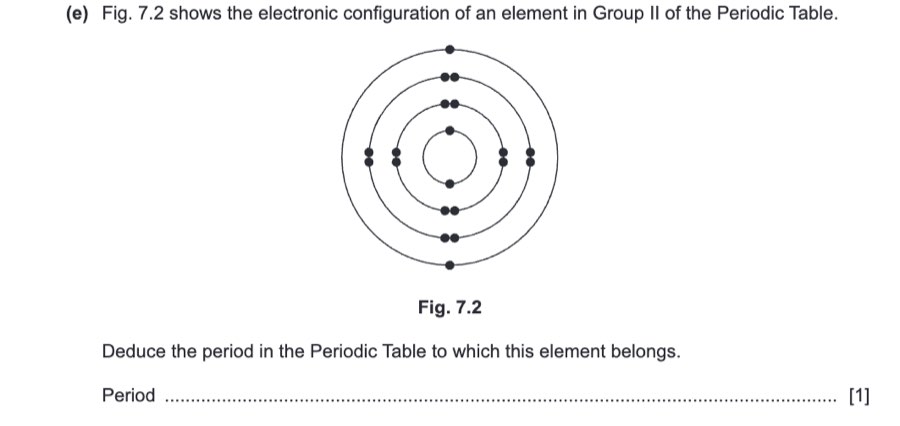 (e) Fig. 7.2 shows the electronic configuration of an element in Group II of the Periodic Table.
Fig. 7.2
Deduce the period in the Periodic Table to which this element belongs.
Period ........................................................................................................................................ [1]